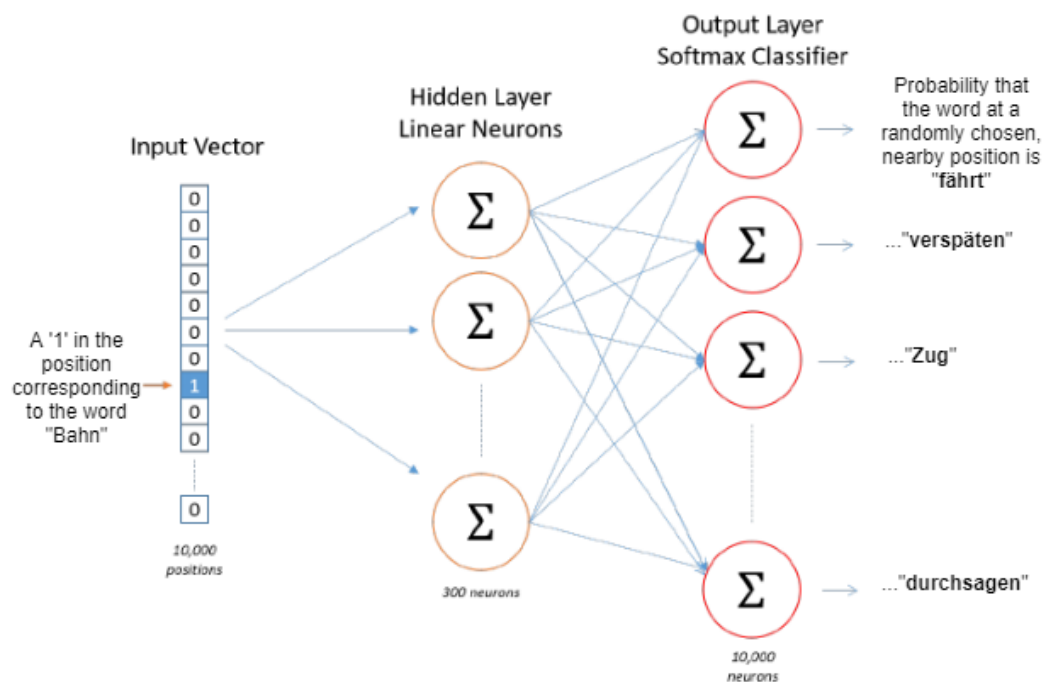 Output Layer
Softmax Classifier
Hidden Layer
Linear Neurons
Input Vector
Probability that
the word at a
randomly chosen,
nearby position is
"fährt"
..."verspäten"
..."Zug"
..."durchsagen"
A '1' in the
position
corresponding
to the word
"Bahn"
0
0
0
0
0
0
0
1
0
0
0
10,000
positions
Σ
Σ
Σ
300 neurons
Σ
Σ
Σ
Σ
10,000
neurons